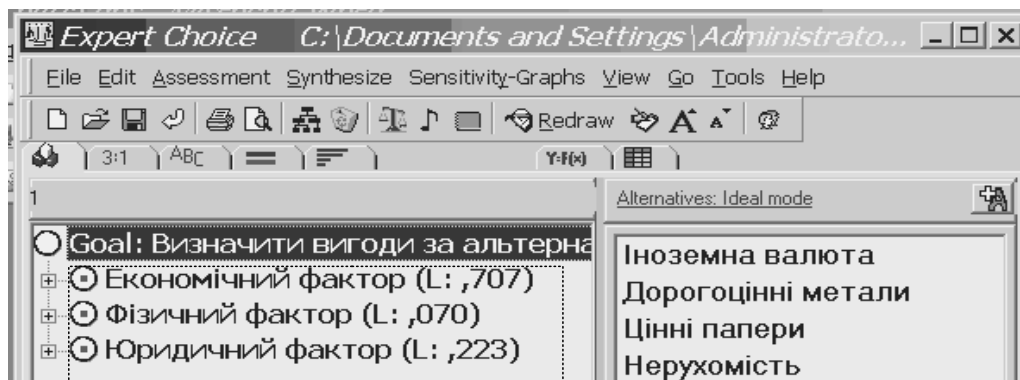 Expert Choice C:\Documents and Settings\Administrato...
File Edit Assessment Synthesize Sensitivity-Graphs View Go Tools Help
Redraw A A
3:1 ABC Y=F(x)
1 1
Alternatives: Ideal mode
Goal: Визначити вигоди за альтерна
Економічний фактор (L: ,707)
Фізичний фактор (L: ,070)
Юридичний фактор (L: ,223)
Іноземна валюта
Дорогоцінні метали
Цінні папери
Нерухомість